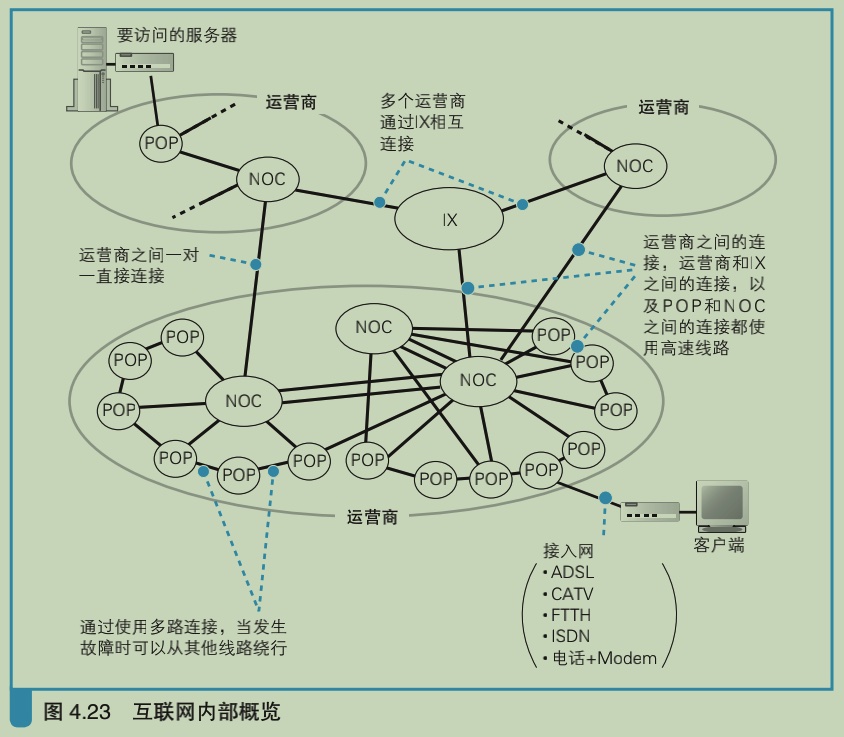 要访问的服务器
运营商
POP
NOC
多个运营商
通过IX相互
连接
运营商
NOC
IX
运营商之间一对
一直接连接
运营商之间的连
接，运营商和IX
之间的连接，以
及POP和NOC
之间的连接都使
用高速线路
POP
POP
POP
NOC
POP
POP
POP
NOC
NOC
POP
POP
POP
POP
POP
POP
POP
POP
运营商
客户端
接入网
•ADSL
•CATV
•FTTH
•ISDN
•电话+Modem
通过使用多路连接，当发生
故障时可以从其他线路绕行
图 4.23 互联网内部概览